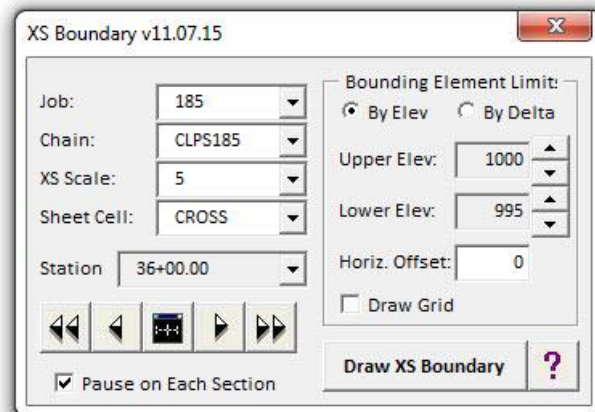 XS Boundary v11.07.15
Job: 185
Chain: CLPS185
XS Scale: 5
Sheet Cell: CROSS
Station 36+00.00
Pause on Each Section
Bounding Element Limits
By Elev By Delta
Upper Elev: 1000
Lower Elev: 995
Horiz. Offset: 0
Draw Grid
Draw XS Boundary ?